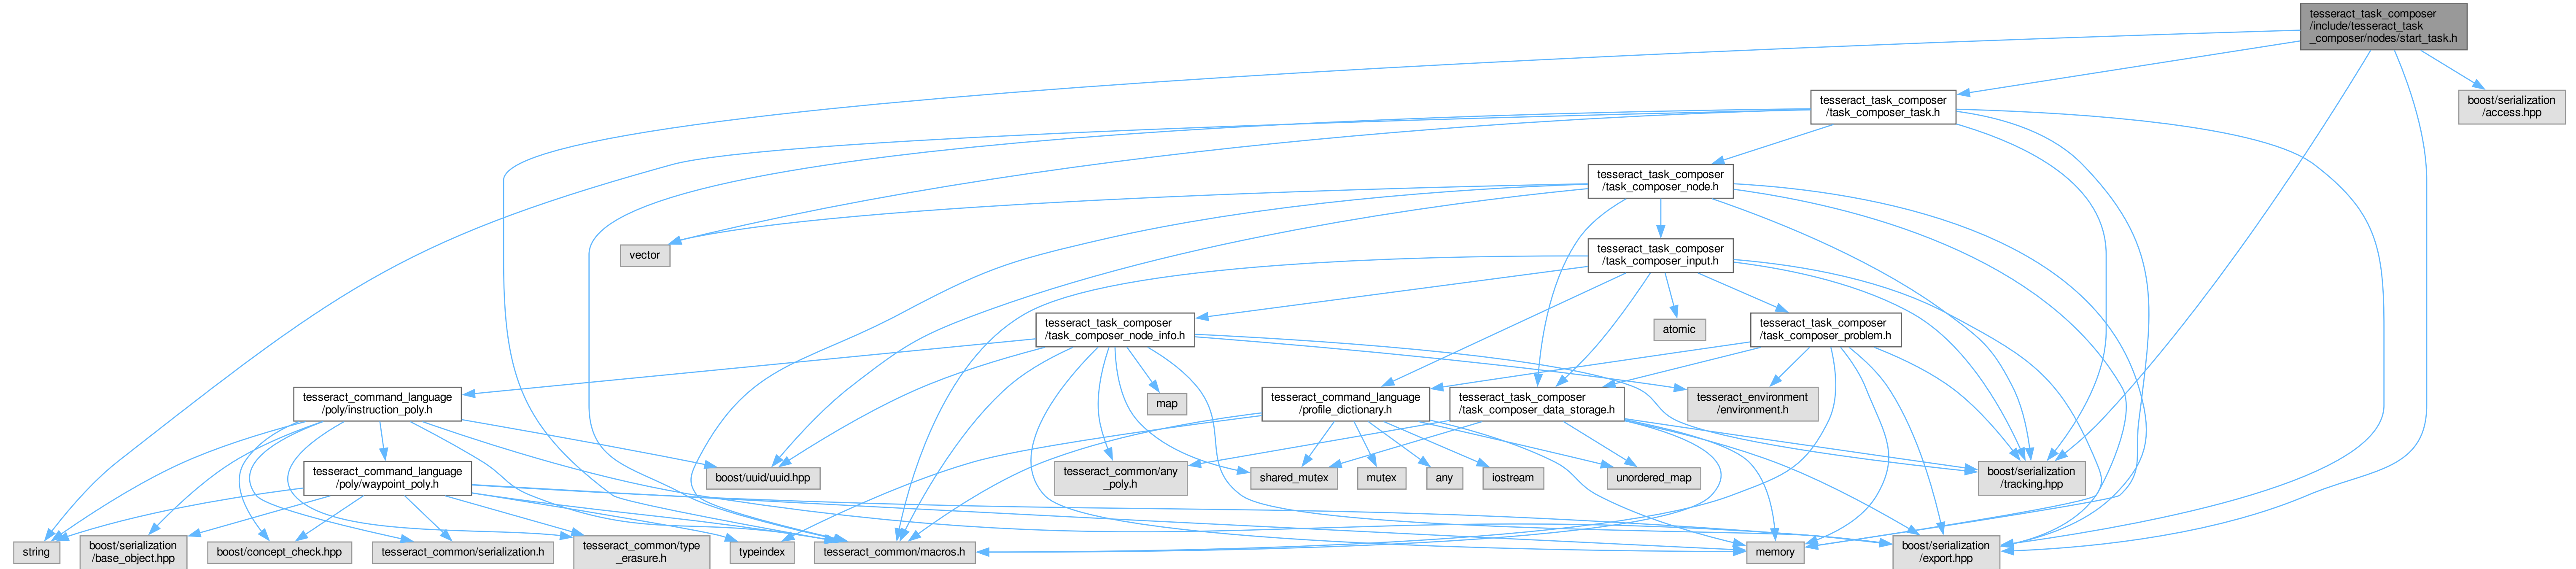 tesseract_task_composer
/include/tesseract_task
_composer/nodes/start_task.h
tesseract_task_composer
/task_composer_task.h
boost/serialization
/access.hpp
tesseract_task_composer
/task_composer_node.h
vector
tesseract_task_composer
/task_composer_input.h
tesseract_task_composer
/task_composer_node_info.h
atomic
tesseract_task_composer
/task_composer_problem.h
tesseract_command_language
/poly/instruction_poly.h
map
tesseract_command_language
/profile_dictionary.h
tesseract_task_composer
/task_composer_data_storage.h
tesseract_environment
/environment.h
tesseract_command_language
/poly/waypoint_poly.h
boost/uuid/uuid.hpp
tesseract_common/any
_poly.h
shared_mutex
mutex
any
iostream
unordered_map
boost/serialization
/tracking.hpp
string
boost/serialization
/base_object.hpp
boost/concept_check.hpp
tesseract_common/serialization.h
tesseract_common/type
_erasure.h
typeindex
tesseract_common/macros.h
memory
boost/serialization
/export.hpp